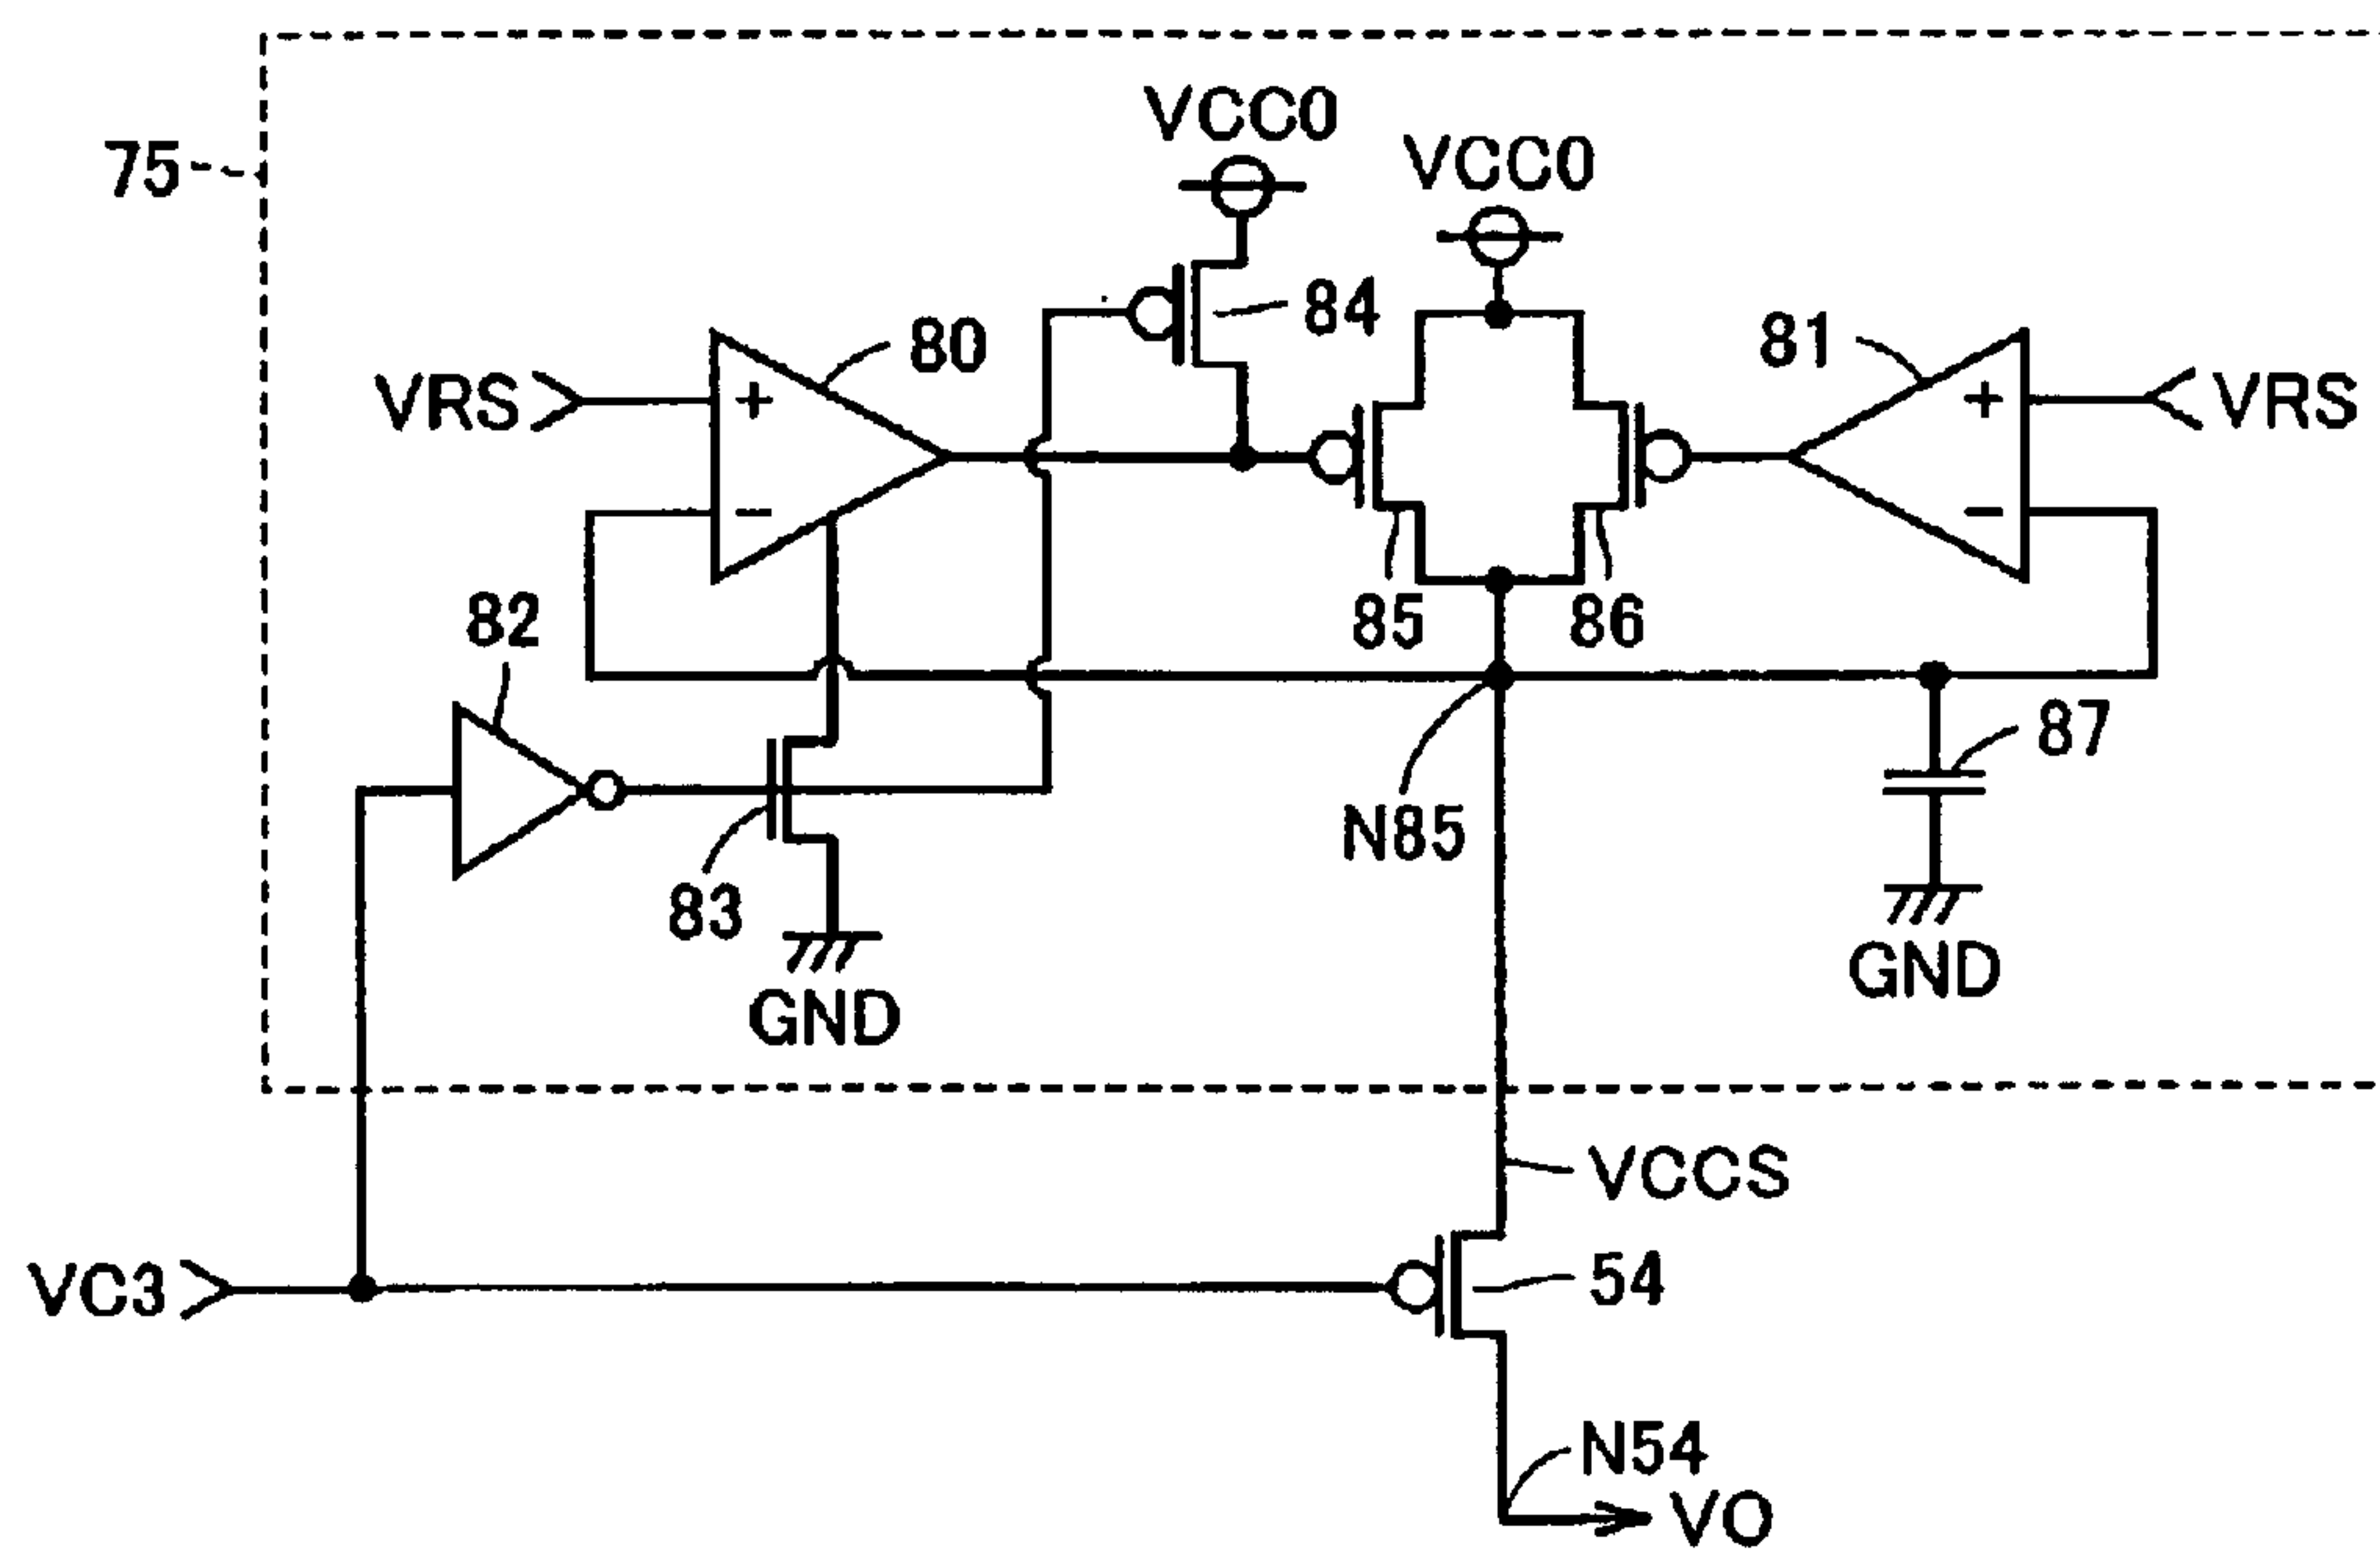 VCC0
VCC0
75
84
80
81
VRS
+
+
VRS
-
-
82
85
86
87
N85
83
GND
GND
VCCS
VC3
54
N54
VO